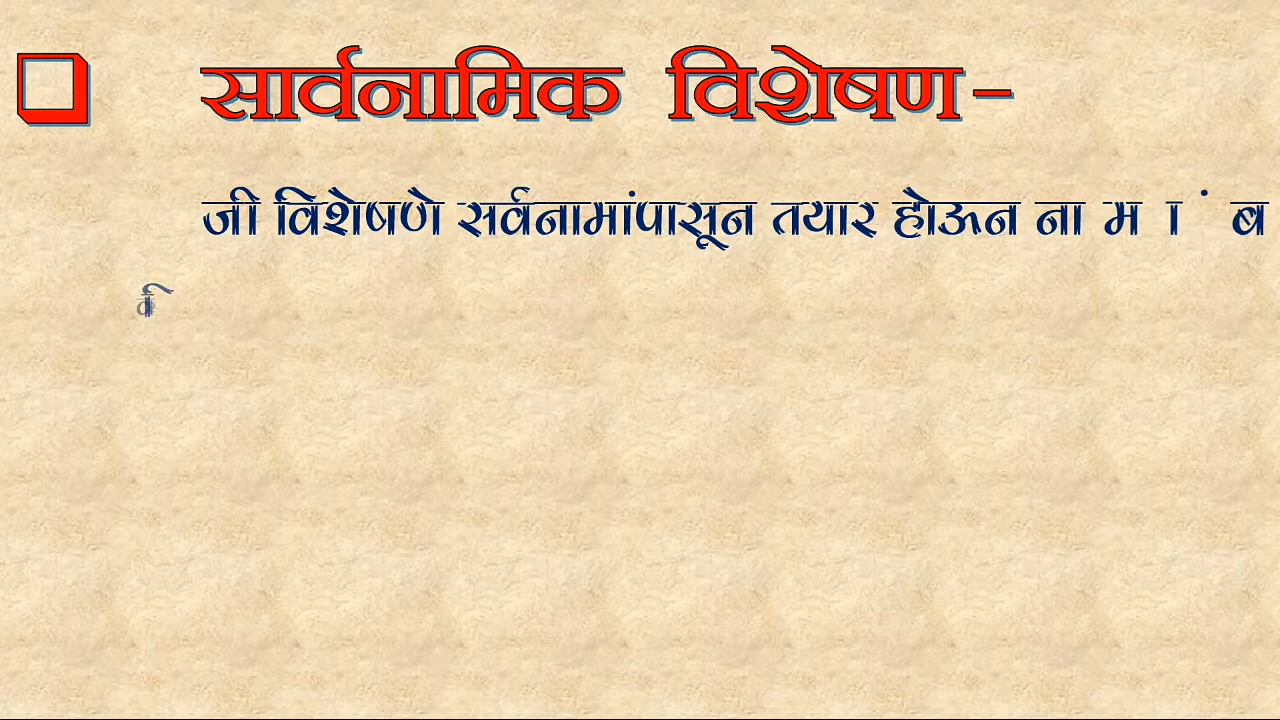 सार्वनामिक विशेषण-
जी विशेषणे सर्वनामांपासून तयार होऊन नामांब